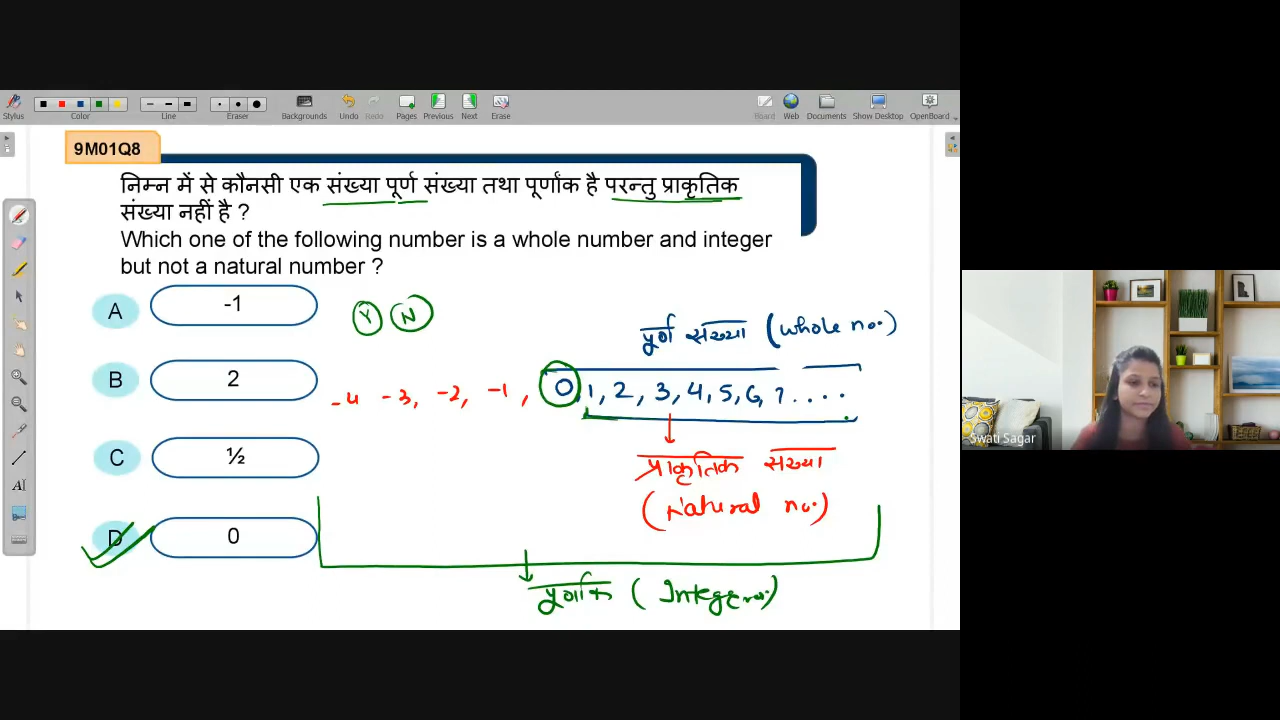 Stylus
Color
Line
Eraser
Backgrounds
Undo
Redo
Pages
Previous
Next
Erase
Board
Web
Documents
Show Desktop
OpenBoard
9M01Q8
निम्न में से कौनसी एक संख्या पूर्ण संख्या तथा पूर्णांक है परन्तु प्राकृतिक
संख्या नहीं है ?
Which one of the following number is a whole number and integer
but not a natural number ?
A -1
Y N
पूर्ण संख्या (whole no.)
B 2
-4 -3, -2, -1, 0, 1, 2, 3, 4, 5, 6, 7 . . . .
Swati Sagar
C ½
प्राकृतिक संख्या
(Natural no.)
D 0
पूर्णांक (Integer no.)